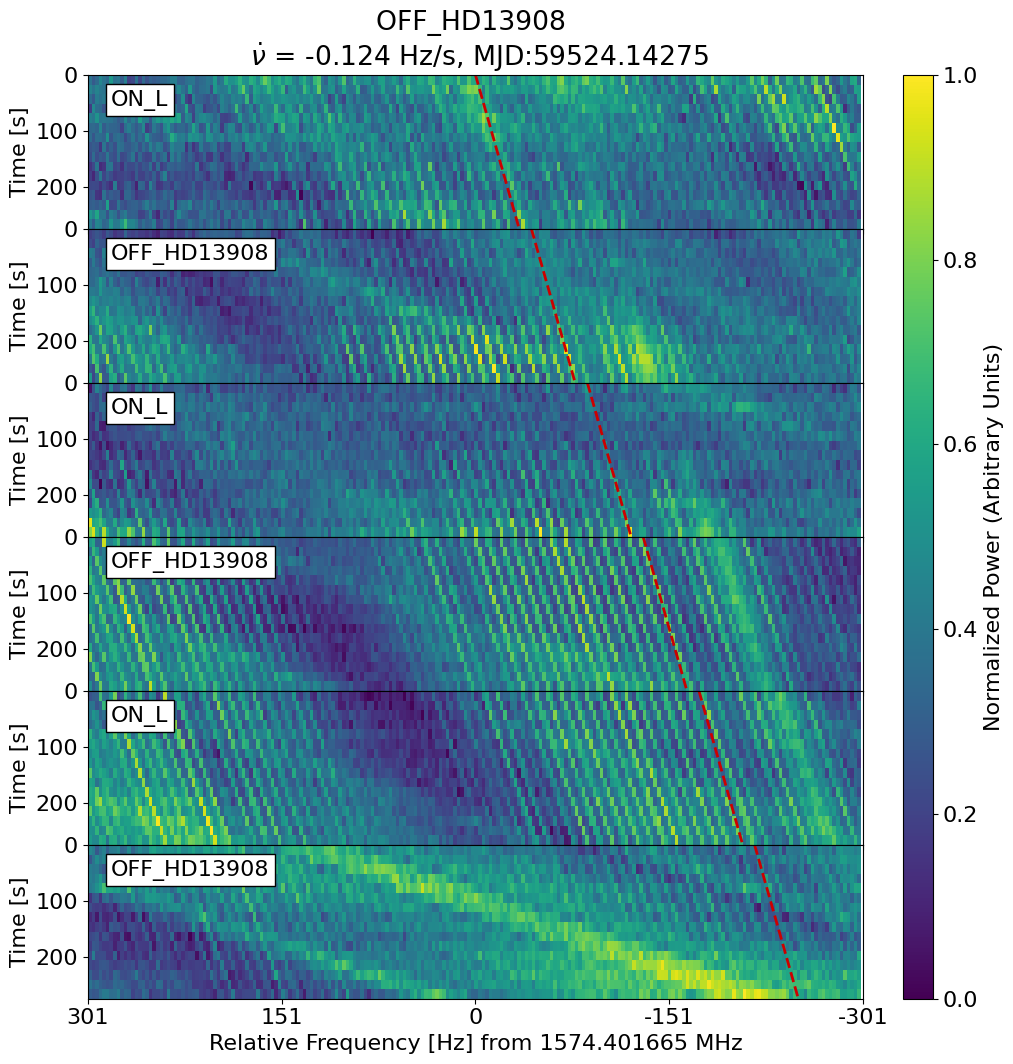 OFF_HD13908
ν̇ = -0.124 Hz/s, MJD:59524.14275
ON_L
OFF_HD13908
ON_L
OFF_HD13908
ON_L
OFF_HD13908
Time [s]
Time [s]
Time [s]
Time [s]
Time [s]
Time [s]
0
100
200
0
100
200
0
100
200
0
100
200
0
100
200
0
100
200
301
151
0
-151
-301
Relative Frequency [Hz] from 1574.401665 MHz
1.0
0.8
0.6
0.4
0.2
0.0
Normalized Power (Arbitrary Units)